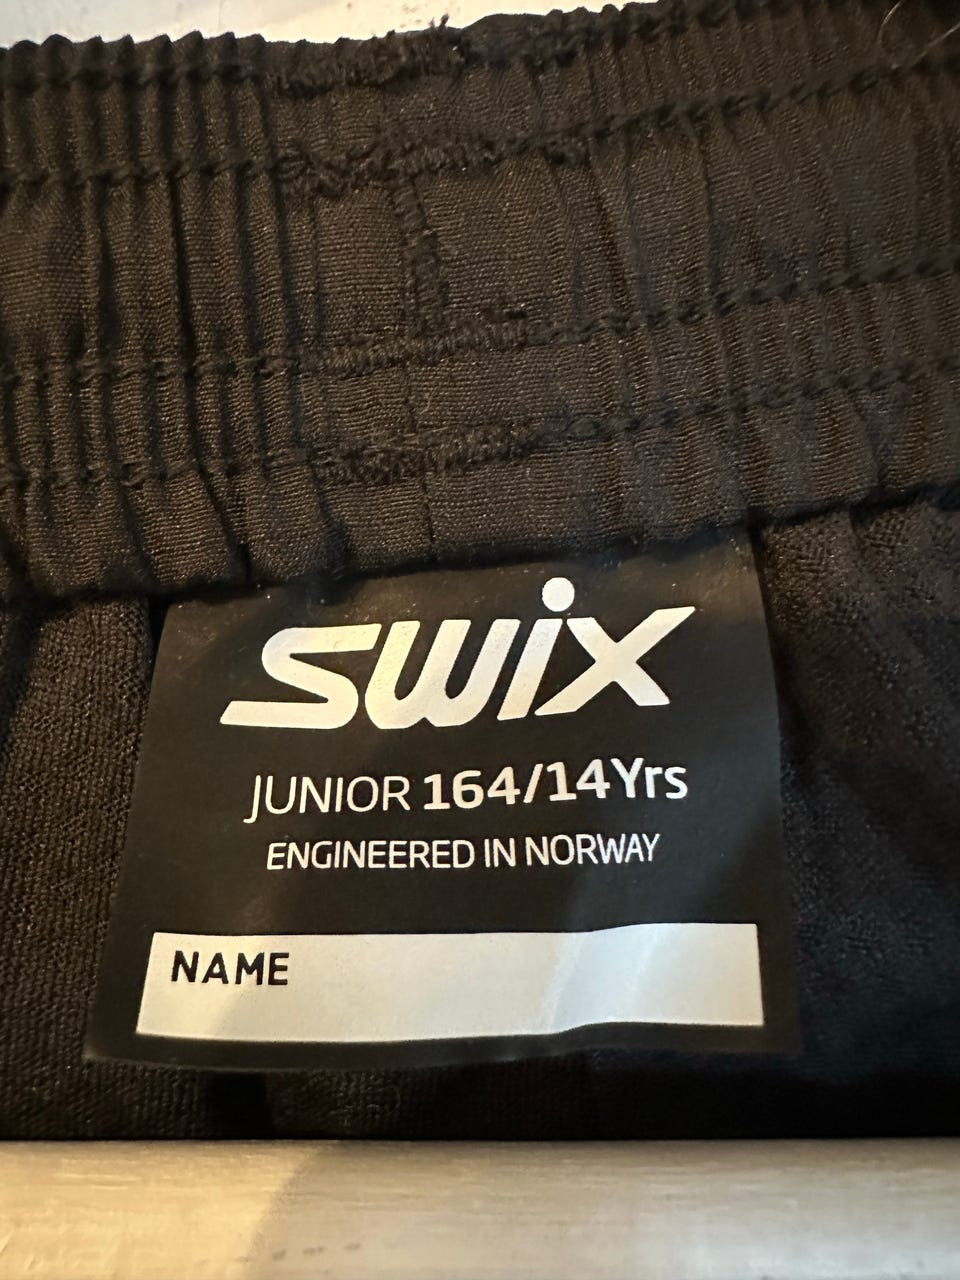 swix
JUNIOR 164/14Yrs
ENGINEERED IN NORWAY
NAME